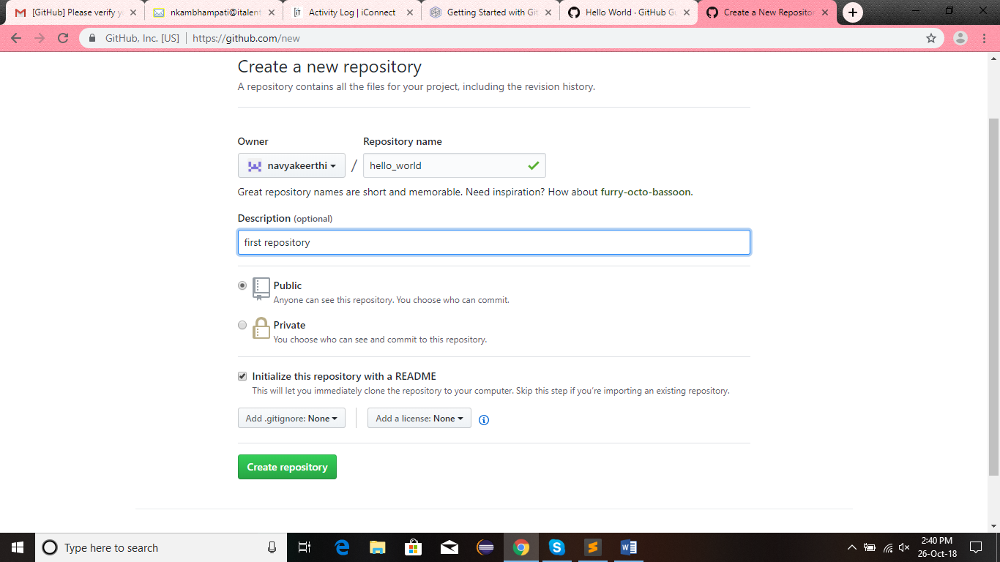 [GitHub] Please verify y
nkambhampati@italent
Activity Log | iConnect
Getting Started with Git
Hello World · GitHub Gu
Create a New Repositor
GitHub, Inc. [US] | https://github.com/new
Create a new repository
A repository contains all the files for your project, including the revision history.
Owner
Repository name
navyakeerthi / hello_world
Great repository names are short and memorable. Need inspiration? How about furry-octo-bassoon.
Description (optional)
first repository
Public
Anyone can see this repository. You choose who can commit.
Private
You choose who can see and commit to this repository.
Initialize this repository with a README
This will let you immediately clone the repository to your computer. Skip this step if you're importing an existing repository.
Add .gitignore: None
Add a license: None
Create repository
Type here to search
2:40 PM
26-Oct-18